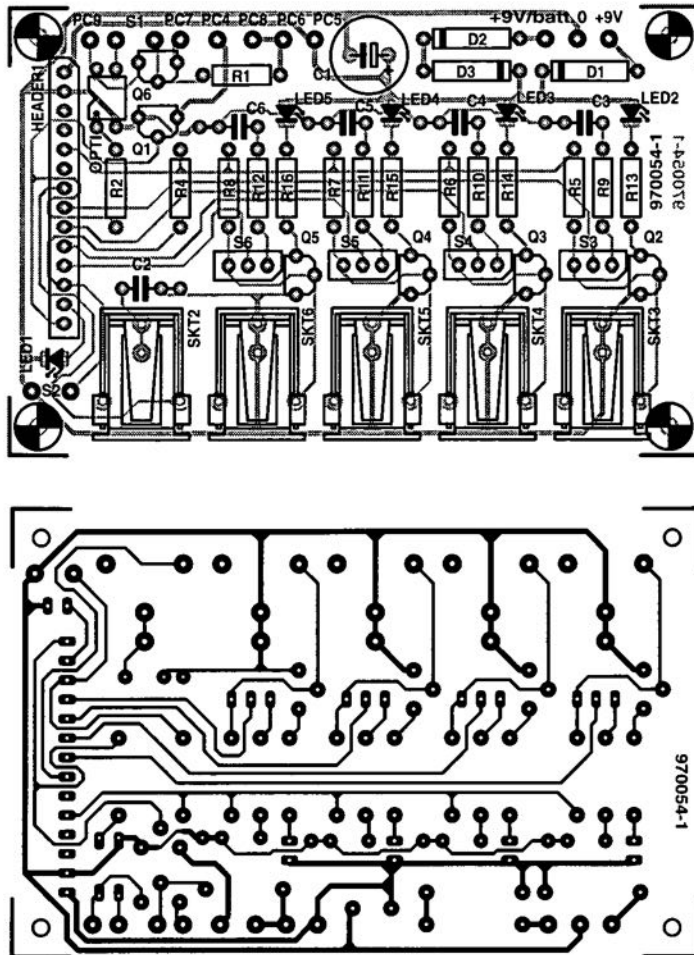 PC9 S1 PC7 PC4 PC8 PC6 PC5 +9V/batt. 0 +9V
D2
HEADER1
Q6
R1
C1
D3
D1
OPT1
Q1
C6
LED5
C5
LED4
C4
LED3
C3
LED2
R2
R4
R8
R12
R16
R7
R11
R15
R6
R10
R14
R5
R9
R13
970054-1
970054-1
S6
Q5
S5
Q4
S4
Q3
S3
Q2
C2
SKT2
SKT6
SKT5
SKT4
SKT3
LED1
S2
970054-1